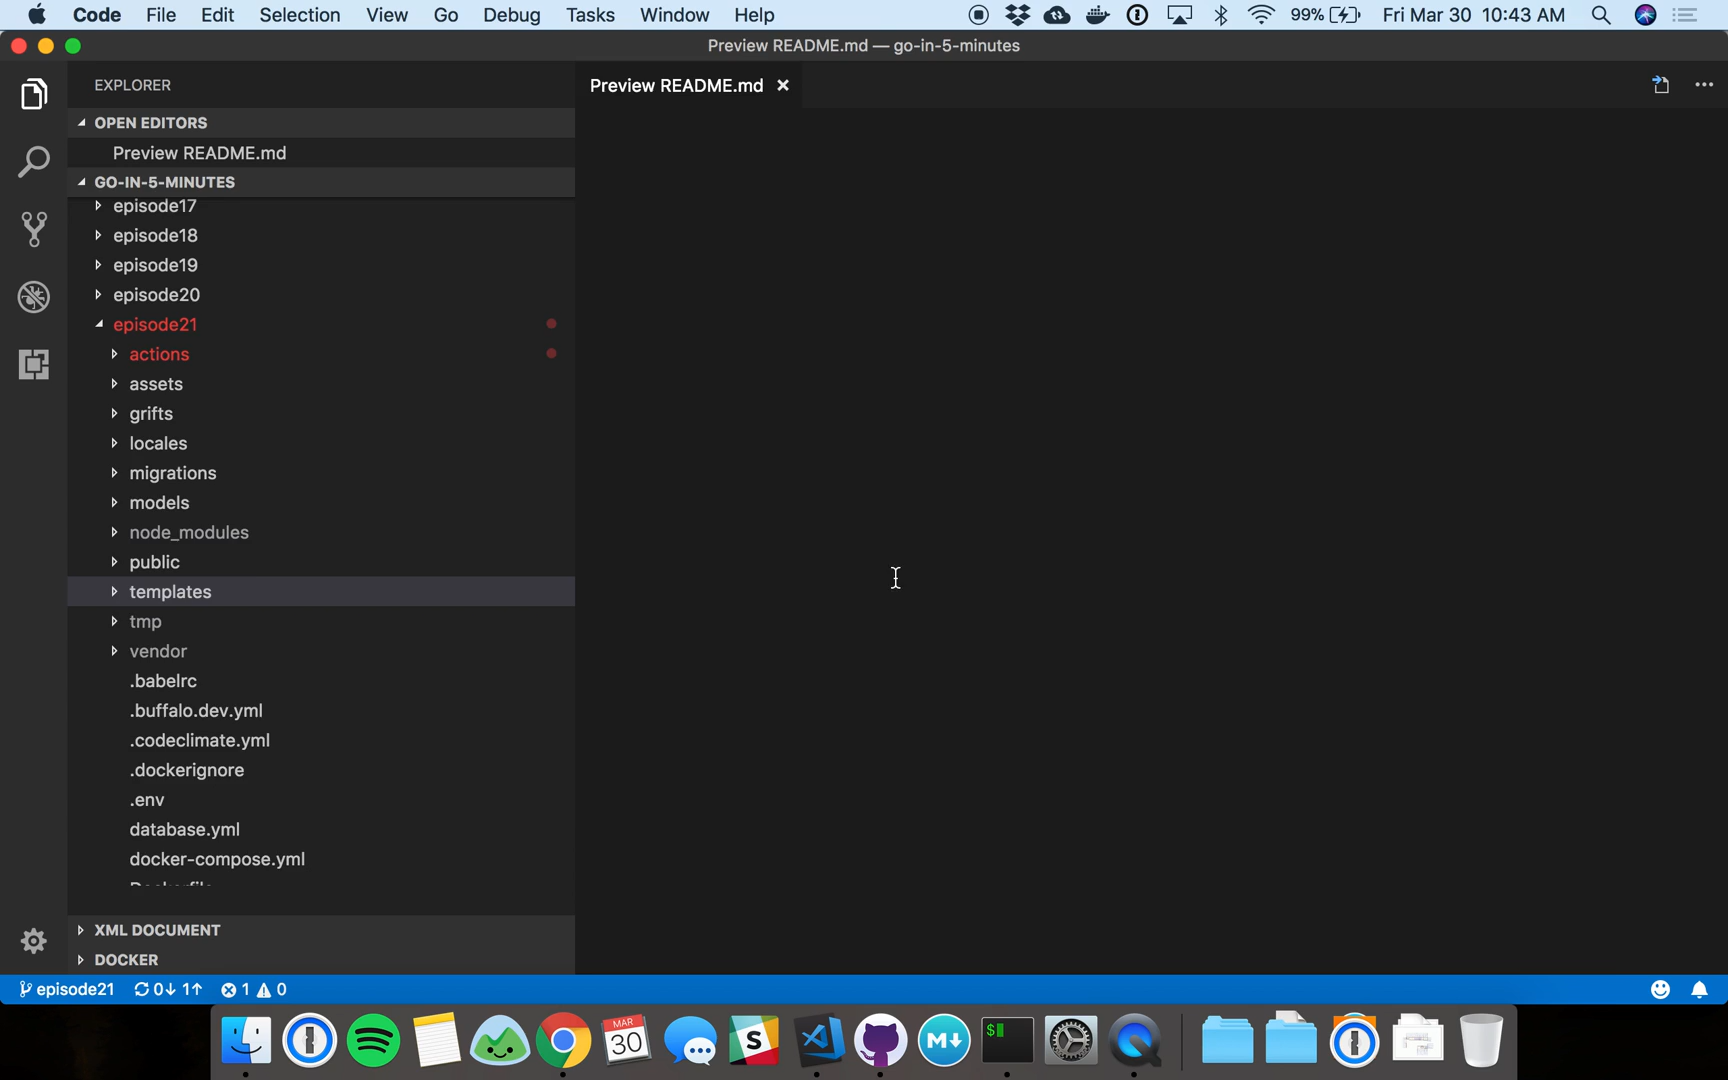 Code File Edit Selection View Go Debug Tasks Window Help 99% Fri Mar 30 10:43 AM
Preview README.md — go-in-5-minutes
EXPLORER
Preview README.md
OPEN EDITORS
Preview README.md
GO-IN-5-MINUTES
episode17
episode18
episode19
episode20
episode21
actions
assets
grifts
locales
migrations
models
node_modules
public
templates
tmp
vendor
.babelrc
.buffalo.dev.yml
.codeclimate.yml
.dockerignore
.env
database.yml
docker-compose.yml
XML DOCUMENT
DOCKER
episode21 0↓ 1↑ 1 0
MAR
30
S
M↓
$